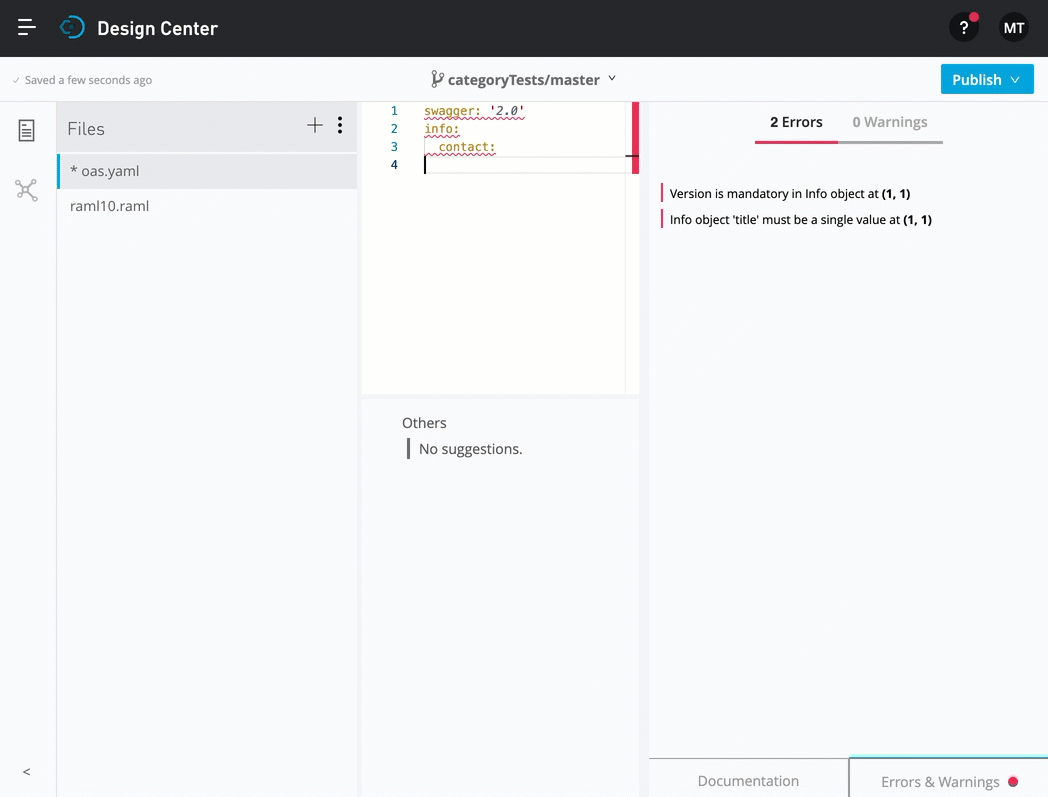 Design Center
?
MT
✓ Saved a few seconds ago
categoryTests/master
Publish
Files
* oas.yaml
raml10.raml
1 swagger: '2.0'
2 info:
3 contact:
4
Others
No suggestions.
2 Errors
0 Warnings
Version is mandatory in Info object at (1, 1)
Info object 'title' must be a single value at (1, 1)
<
Documentation
Errors & Warnings